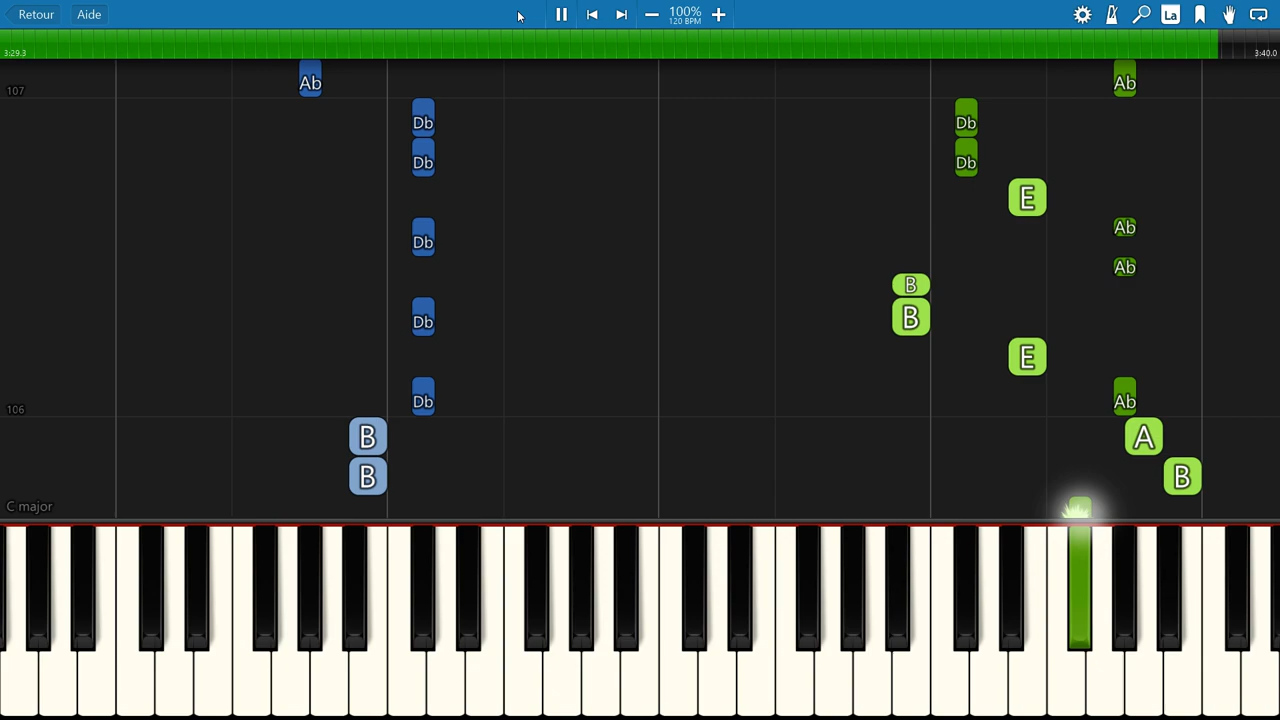 Retour Aide 100% La
120 BPM
3:29.3 3:40.0
Ab Ab
107
Db Db
Db Db
E
Ab
Db
Ab
B
B
Db
E
Db Ab
106
B A
B B
C major